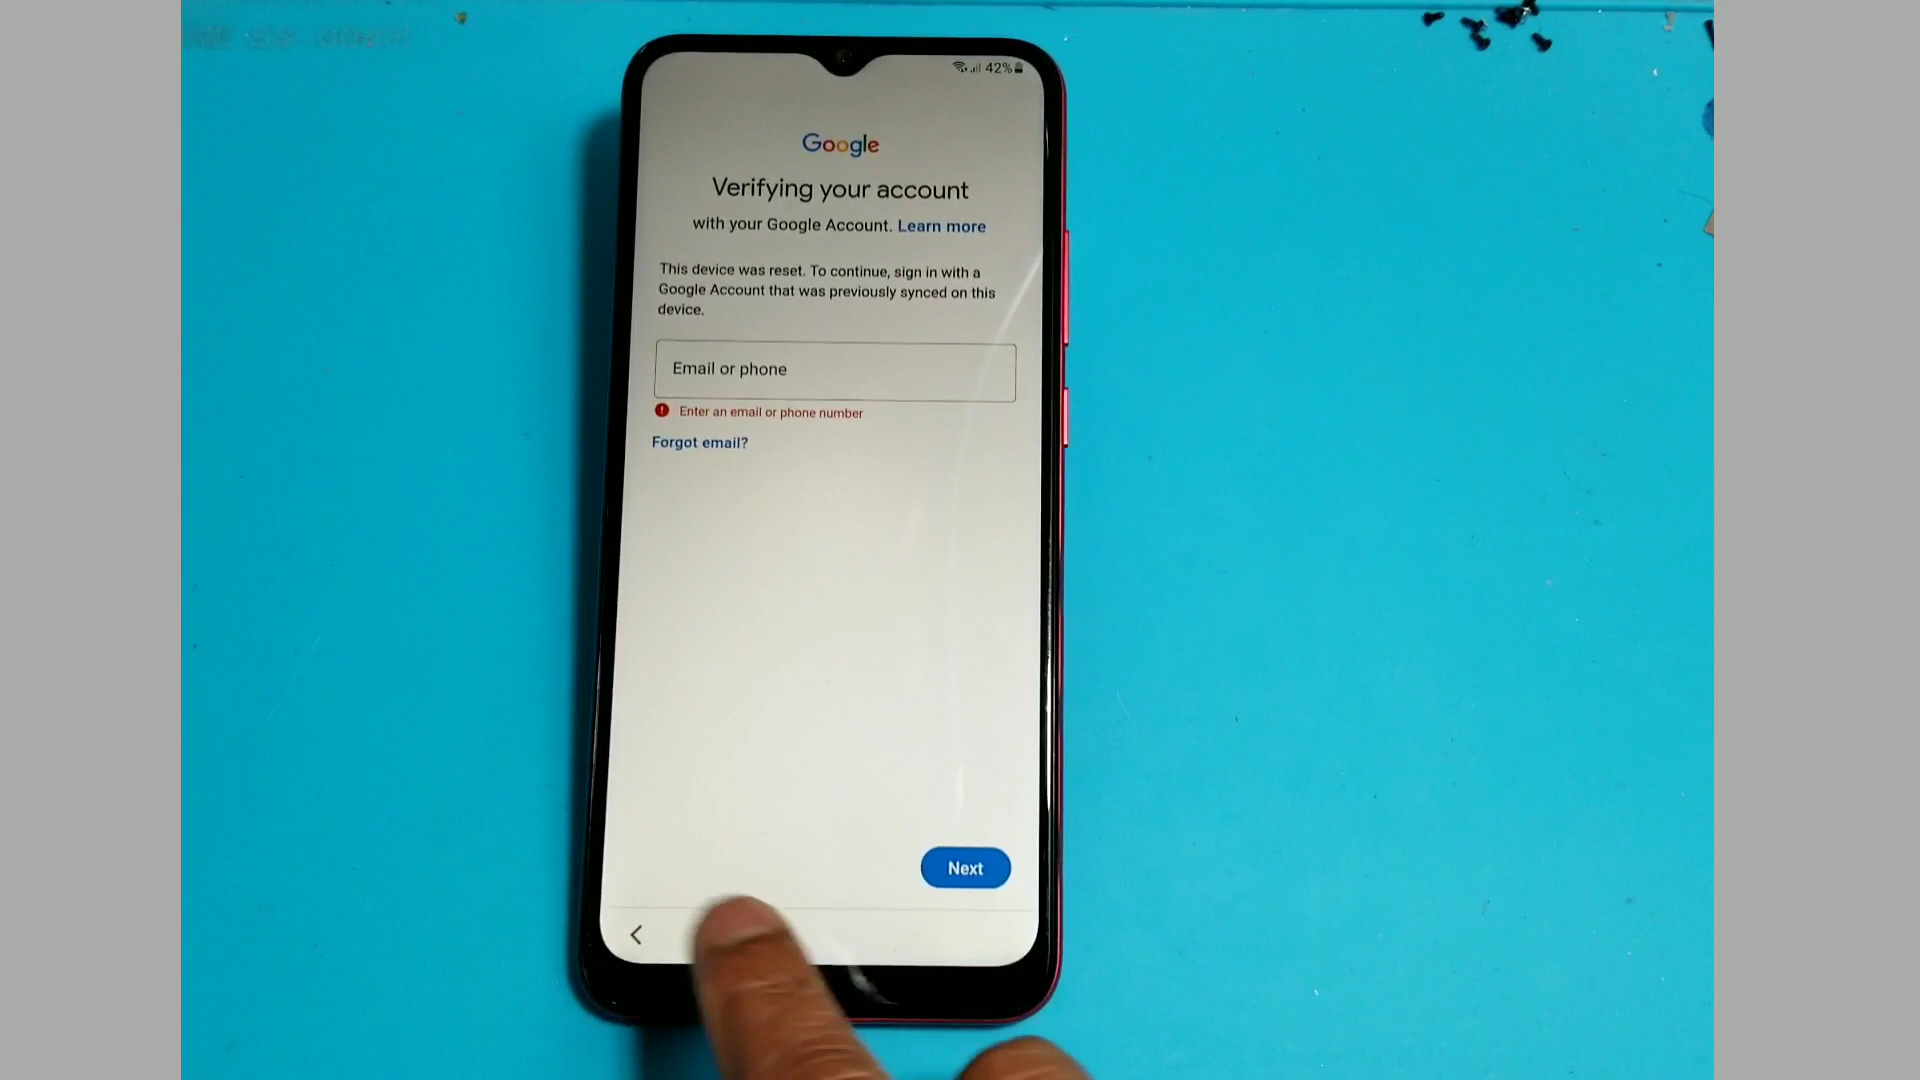 42%
Google
Verifying your account
with your Google Account. Learn more
This device was reset. To continue, sign in with a
Google Account that was previously synced on this
device.
Email or phone
Enter an email or phone number
Forgot email?
Next